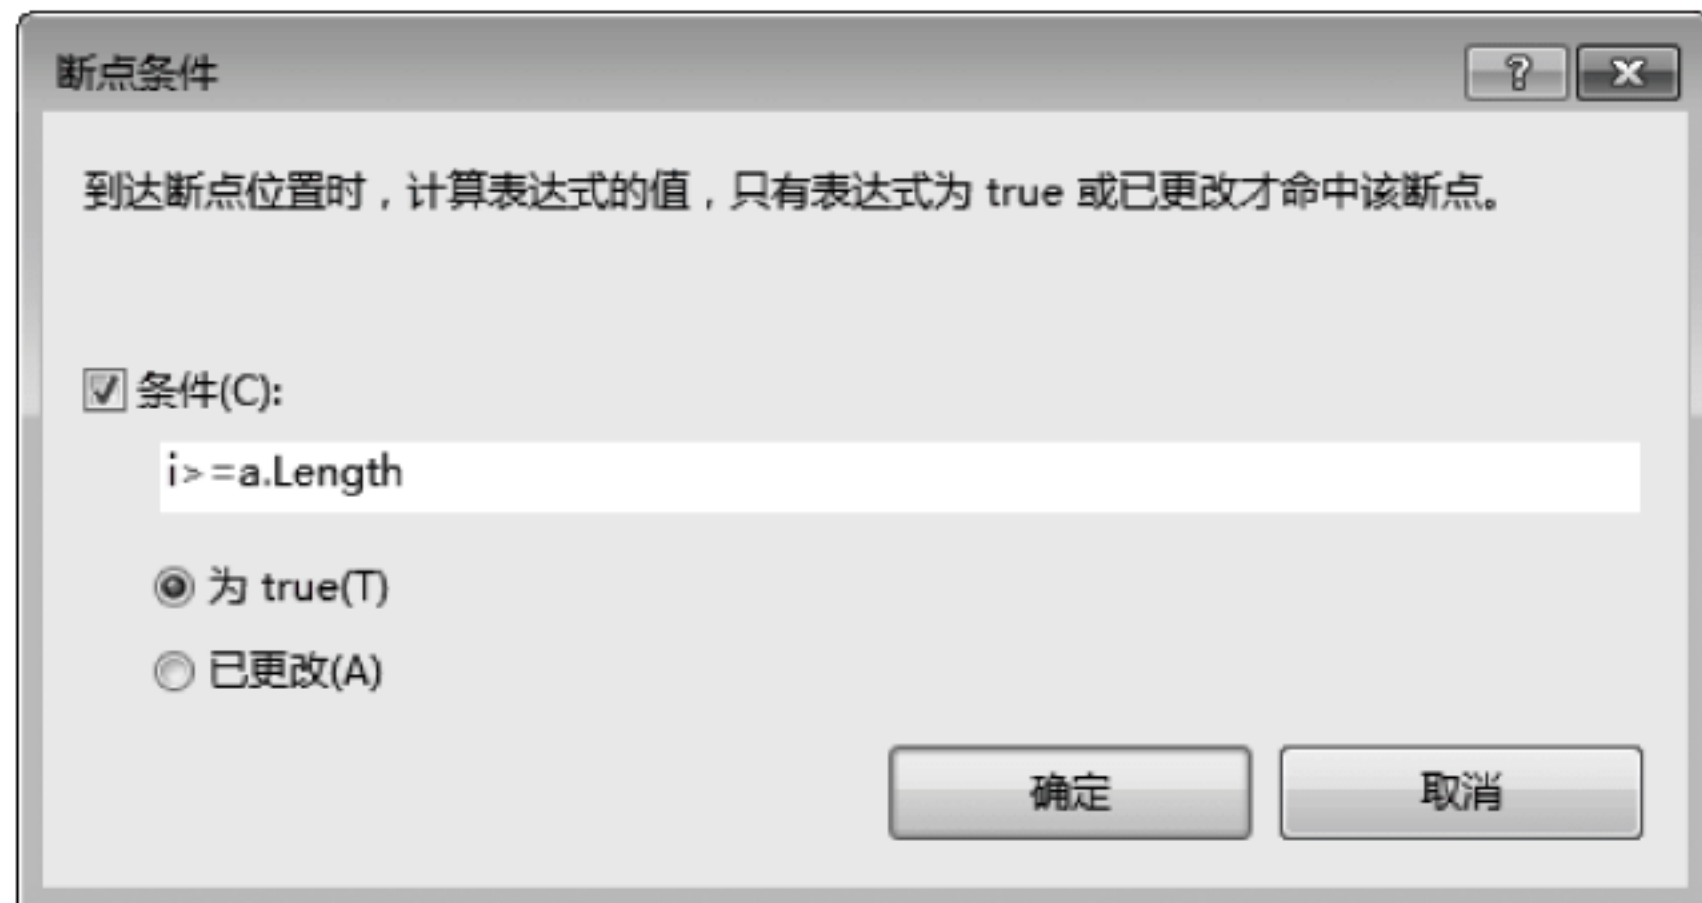 断点条件
到达断点位置时，计算表达式的值，只有表达式为 true 或已更改才命中该断点。
条件(C):
i>=a.Length
为 true(T)
已更改(A)
确定 取消